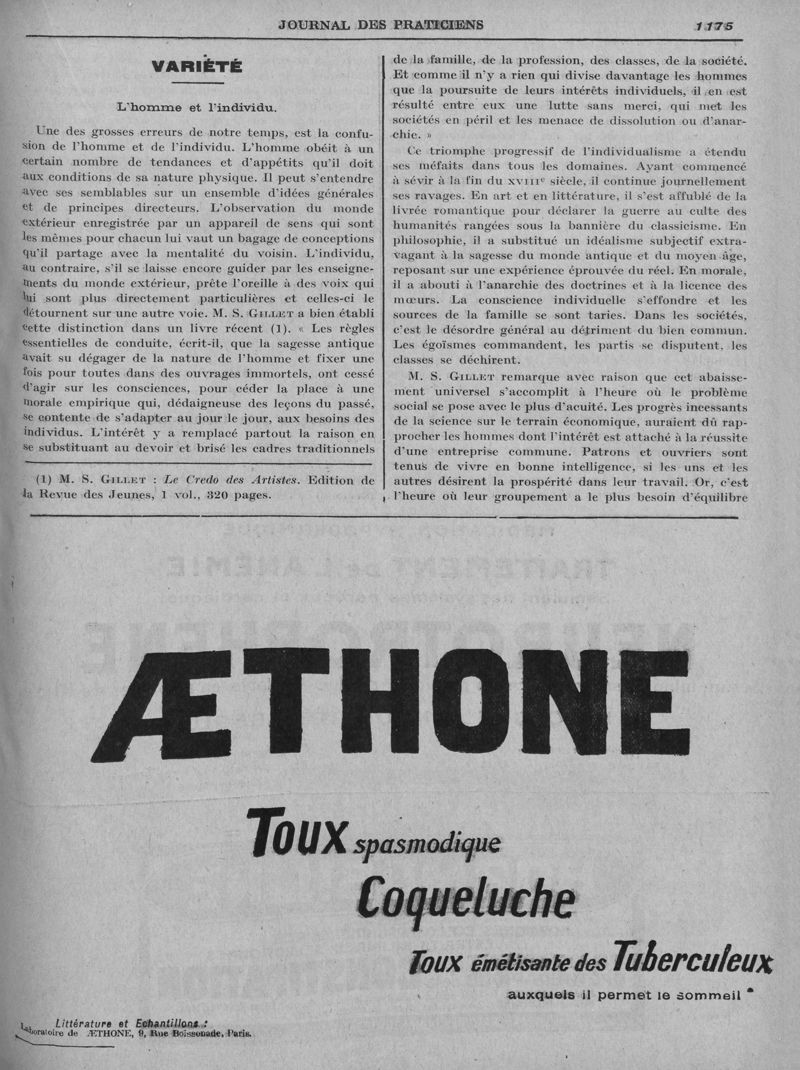 JOURNAL DES PRATICIENS 1175
VARIÉTÉ
L'homme et l'individu.
Une des grosses erreurs de notre temps, est la confu-
sion de l'homme et de l'individu. L'homme obéit à un
certain nombre de tendances et d'appétits qu'il doit
aux conditions de sa nature physique. Il peut s'entendre
avec ses semblables sur un ensemble d'idées générales
et de principes directeurs. L'observation du monde
extérieur enregistrée par un appareil de sens qui sont
les mêmes pour chacun lui vaut un bagage de conceptions
qu'il partage avec la mentalité du voisin. L'individu,
au contraire, s'il se laisse encore guider par les enseigne-
ments du monde extérieur, prête l'oreille à des voix qui
lui sont plus directement particulières et celles-ci le
détournent sur une autre voie. M. S. GILLET a bien établi
cette distinction dans un livre récent (1). « Les règles
essentielles de conduite, écrit-il, que la sagesse antique
avait su dégager de la nature de l'homme et fixer une
fois pour toutes dans des ouvrages immortels, ont cessé
d'agir sur les consciences, pour céder la place à une
morale empirique qui, dédaigneuse des leçons du passé,
se contente de s'adapter au jour le jour, aux besoins des
individus. L'intérêt y a remplacé partout la raison en
se substituant au devoir et brisé les cadres traditionnels
(1) M. S. GILLET : Le Credo des Artistes. Edition de
la Revue des Jeunes, 1 vol., 320 pages.
de la famille, de la profession, des classes, de la société.
Et comme il n'y a rien qui divise davantage les hommes
que la poursuite de leurs intérêts individuels, il en est
résulté entre eux une lutte sans merci, qui met les
sociétés en péril et les menace de dissolution ou d'anar-
chie. »
Ce triomphe progressif de l'individualisme a étendu
ses méfaits dans tous les domaines. Ayant commencé
à sévir à la fin du XVIIIe siècle, il continue journellement
ses ravages. En art et en littérature, il s'est affublé de la
livrée romantique pour déclarer la guerre au culte des
humanités rangées sous la bannière du classicisme. En
philosophie, il a substitué un idéalisme subjectif extra-
vagant à la sagesse du monde antique et du moyen âge,
reposant sur une expérience éprouvée du réel. En morale,
il a abouti à l'anarchie des doctrines et à la licence des
mœurs. La conscience individuelle s'effondre et les
sources de la famille se sont taries. Dans les sociétés,
c'est le désordre général au détriment du bien commun.
Les égoïsmes commandent, les partis se disputent, les
classes se déchirent.
M. S. GILLET remarque avec raison que cet abaisse-
ment universel s'accomplit à l'heure où le problème
social se pose avec le plus d'acuité. Les progrès incessants
de la science sur le terrain économique, auraient dû rap-
procher les hommes dont l'intérêt est attaché à la réussite
d'une entreprise commune. Patrons et ouvriers sont
tenus de vivre en bonne intelligence, si les uns et les
autres désirent la prospérité dans leur travail. Or, c'est
l'heure où leur groupement a le plus besoin d'équilibre
ÆTHONE
Toux spasmodique
Coqueluche
Toux émétisante des Tuberculeux
auxquels il permet le sommeil
Littérature et Echantillons :
Laboratoire de ÆTHONE, 9, Rue Boissonade, Paris.